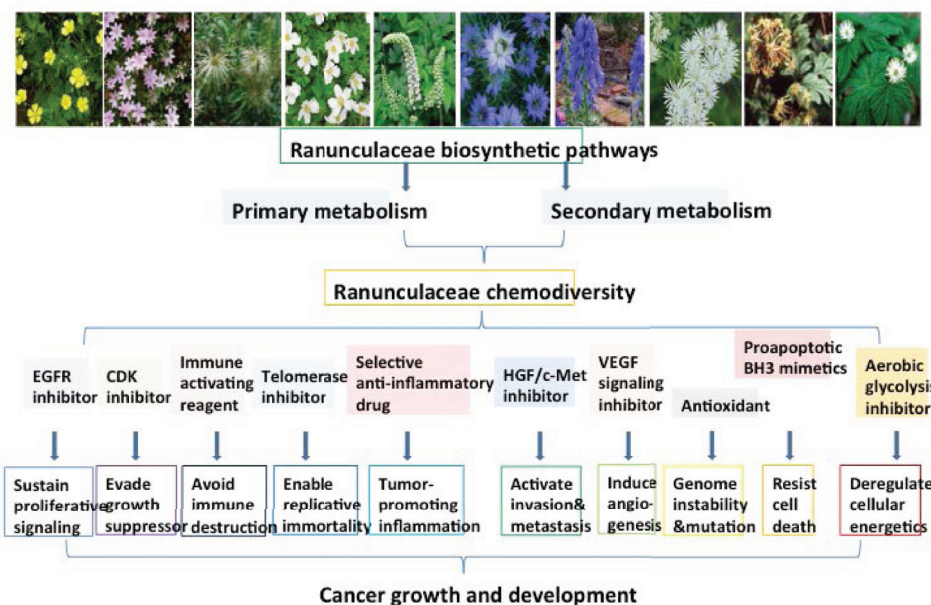 Ranunculaceae biosynthetic pathways
Primary metabolism
Secondary metabolism
Ranunculaceae chemodiversity
EGFR
inhibitor
CDK
inhibitor
Immune
activating
reagent
Telomerase
inhibitor
Selective
anti-inflammatory
drug
HGF/c-Met
inhibitor
VEGF
signaling
inhibitor
Antioxidant
Proapoptotic
BH3 mimetics
Aerobic
glycolysis
inhibitor
Sustain
proliferative
signaling
Evade
growth
suppressor
Avoid
immune
destruction
Enable
replicative
immortality
Tumor-
promoting
inflammation
Activate
invasion&
metastasis
Induce
angio-
genesis
Genome
instability
&mutation
Resist
cell
death
Deregulate
cellular
energetics
Cancer growth and development